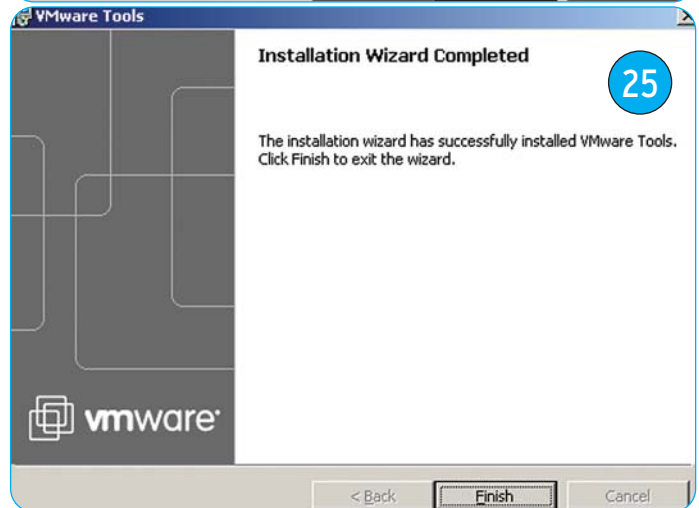 VMware Tools
Installation Wizard Completed
25
The installation wizard has successfully installed VMware Tools.
Click Finish to exit the wizard.
vmware
< Back
Finish
Cancel